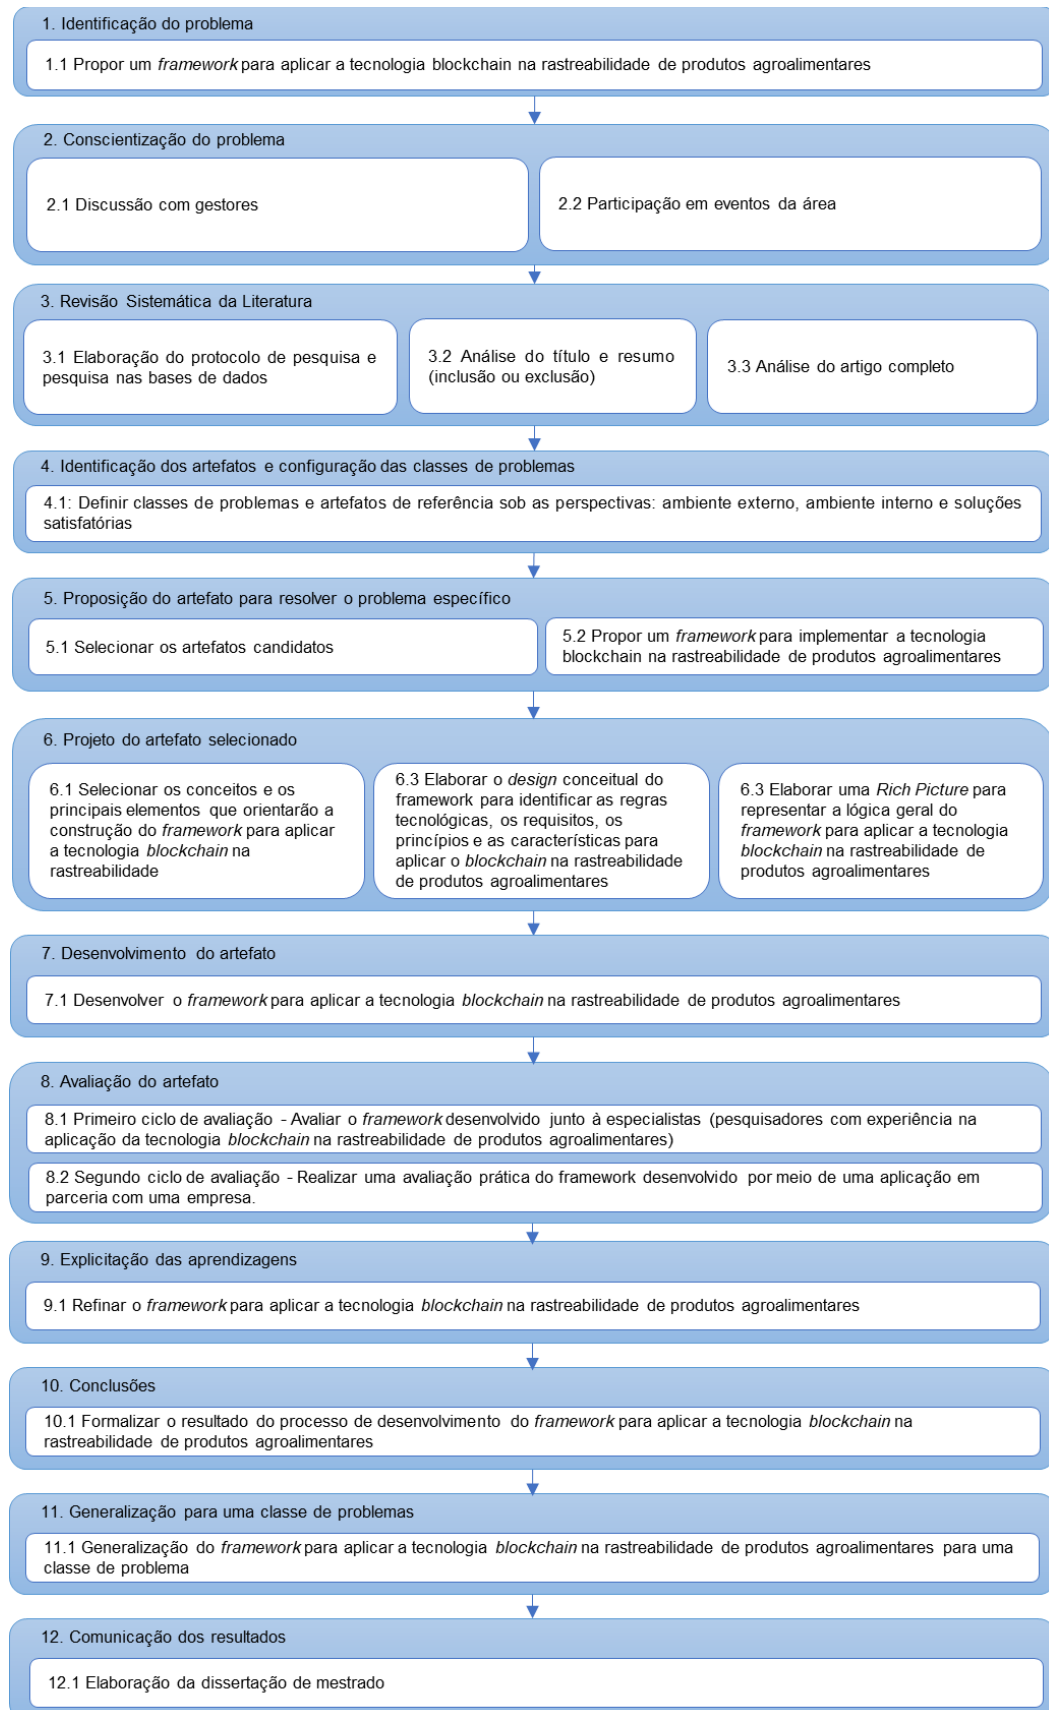 1. Identificação do problema
1.1 Propor um framework para aplicar a tecnologia blockchain na rastreabilidade de produtos agroalimentares
2. Conscientização do problema
2.1 Discussão com gestores
2.2 Participação em eventos da área
3. Revisão Sistemática da Literatura
3.1 Elaboração do protocolo de pesquisa e
pesquisa nas bases de dados
3.2 Análise do título e resumo
(inclusão ou exclusão)
3.3 Análise do artigo completo
4. Identificação dos artefatos e configuração das classes de problemas
4.1: Definir classes de problemas e artefatos de referência sob as perspectivas: ambiente externo, ambiente interno e soluções
satisfatórias
5. Proposição do artefato para resolver o problema específico
5.1 Selecionar os artefatos candidatos
5.2 Propor um framework para implementar a tecnologia
blockchain na rastreabilidade de produtos agroalimentares
6. Projeto do artefato selecionado
6.1 Selecionar os conceitos e os
principais elementos que orientarão a
construção do framework para aplicar
a tecnologia blockchain na
rastreabilidade
6.3 Elaborar o design conceitual do
framework para identificar as regras
tecnológicas, os requisitos, os
princípios e as características para
aplicar o blockchain na rastreabilidade
de produtos agroalimentares
6.3 Elaborar uma Rich Picture para
representar a lógica geral do
framework para aplicar a tecnologia
blockchain na rastreabilidade de
produtos agroalimentares
7. Desenvolvimento do artefato
7.1 Desenvolver o framework para aplicar a tecnologia blockchain na rastreabilidade de produtos agroalimentares
8. Avaliação do artefato
8.1 Primeiro ciclo de avaliação - Avaliar o framework desenvolvido junto à especialistas (pesquisadores com experiência na
aplicação da tecnologia blockchain na rastreabilidade de produtos agroalimentares)
8.2 Segundo ciclo de avaliação - Realizar uma avaliação prática do framework desenvolvido por meio de uma aplicação em
parceria com uma empresa.
9. Explicitação das aprendizagens
9.1 Refinar o framework para aplicar a tecnologia blockchain na rastreabilidade de produtos agroalimentares
10. Conclusões
10.1 Formalizar o resultado do processo de desenvolvimento do framework para aplicar a tecnologia blockchain na
rastreabilidade de produtos agroalimentares
11. Generalização para uma classe de problemas
11.1 Generalização do framework para aplicar a tecnologia blockchain na rastreabilidade de produtos agroalimentares para uma
classe de problema
12. Comunicação dos resultados
12.1 Elaboração da dissertação de mestrado